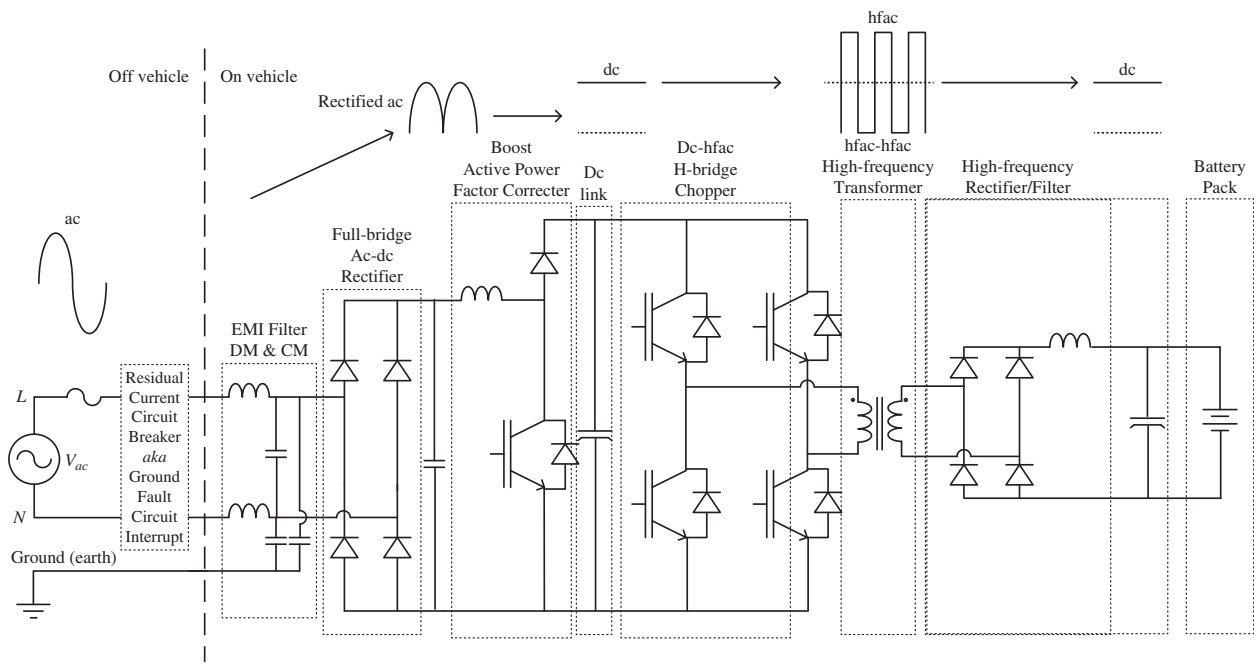 hfac
Off vehicle
On vehicle
dc
dc
Rectified ac
hfac-hfac
High-frequency
Transformer
Boost
Active Power
Factor Correcter
Dc
link
Dc-hfac
H-bridge
Chopper
High-frequency
Rectifier/Filter
Battery
Pack
ac
Full-bridge
Ac-dc
Rectifier
EMI Filter
DM & CM
L
Residual
Current
Circuit
Breaker
aka
Ground
Fault
Circuit
Interrupt
Vac
N
Ground (earth)